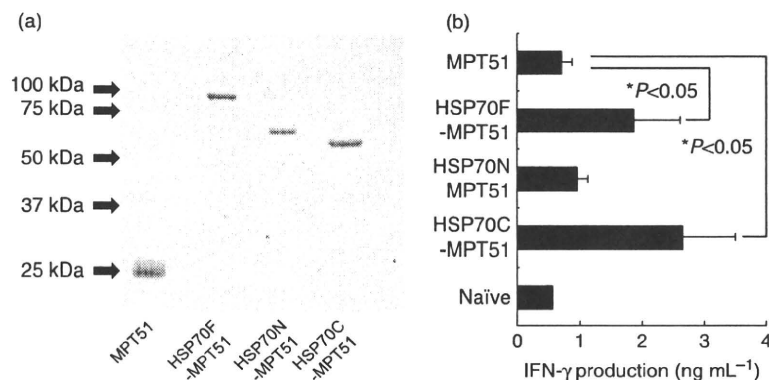 (a)
100 kDa
75 kDa
50 kDa
37 kDa
25 kDa
MPT51
HSP70F
-MPT51
HSP70N
-MPT51
HSP70C
-MPT51
(b)
MPT51
HSP70F
-MPT51
HSP70N
MPT51
HSP70C
-MPT51
Naïve
*P<0.05
*P<0.05
0
1
2
3
4
IFN-γ production (ng mL⁻¹)